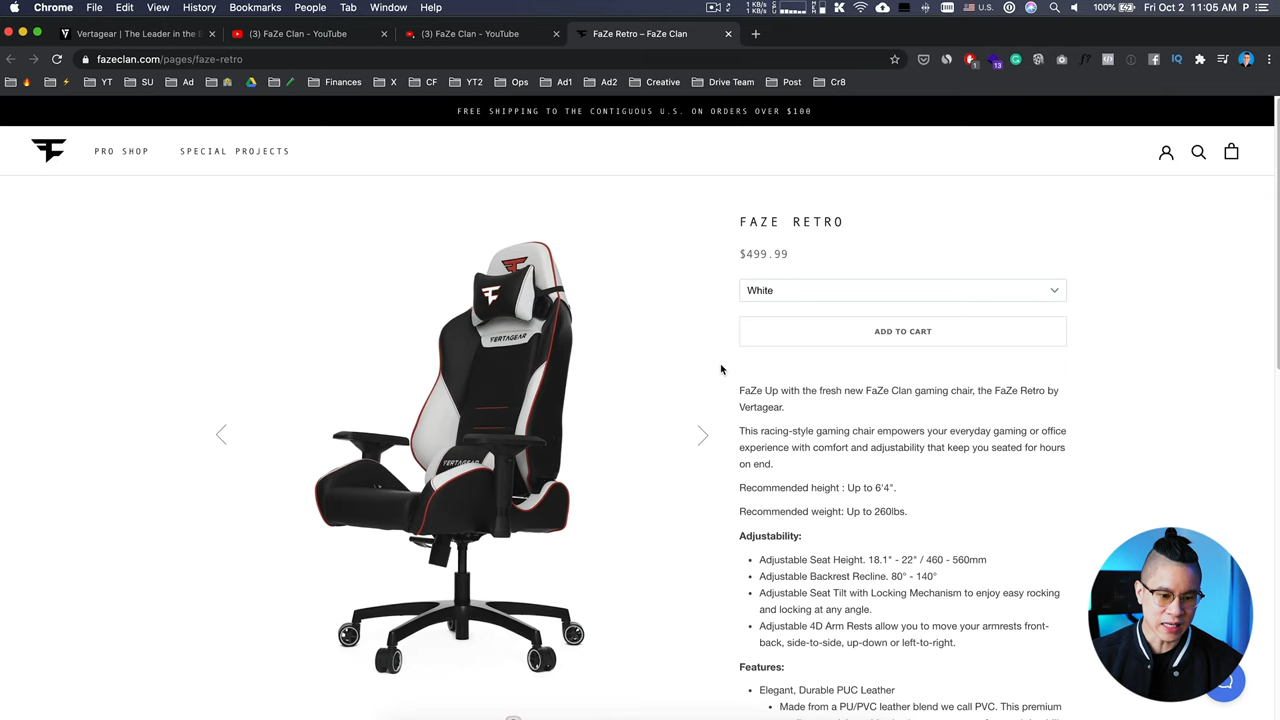 Chrome File Edit View History Bookmarks People Tab Window Help
U.S. 100% Fri Oct 2 11:05 AM P
Vertagear | The Leader in the E
(3) FaZe Clan - YouTube
(3) FaZe Clan - YouTube
FaZe Retro – FaZe Clan
fazeclan.com/pages/faze-retro
YT SU Ad Finances X CF YT2 Ops Ad1 Ad2 Creative Drive Team Post Cr8
FREE SHIPPING TO THE CONTIGUOUS U.S. ON ORDERS OVER $100
PRO SHOP SPECIAL PROJECTS
FAZE RETRO
$499.99
White
ADD TO CART
VERTAGEAR
VERTAGEAR
FaZe Up with the fresh new FaZe Clan gaming chair, the FaZe Retro by
Vertagear.
This racing-style gaming chair empowers your everyday gaming or office
experience with comfort and adjustability that keep you seated for hours
on end.
Recommended height : Up to 6'4".
Recommended weight: Up to 260lbs.
Adjustability:
• Adjustable Seat Height. 18.1" - 22" / 460 - 560mm
• Adjustable Backrest Recline. 80° - 140°
• Adjustable Seat Tilt with Locking Mechanism to enjoy easy rocking
and locking at any angle.
• Adjustable 4D Arm Rests allow you to move your armrests front-
back, side-to-side, up-down or left-to-right.
Features:
• Elegant, Durable PUC Leather
• Made from a PU/PVC leather blend we call PVC. This premium